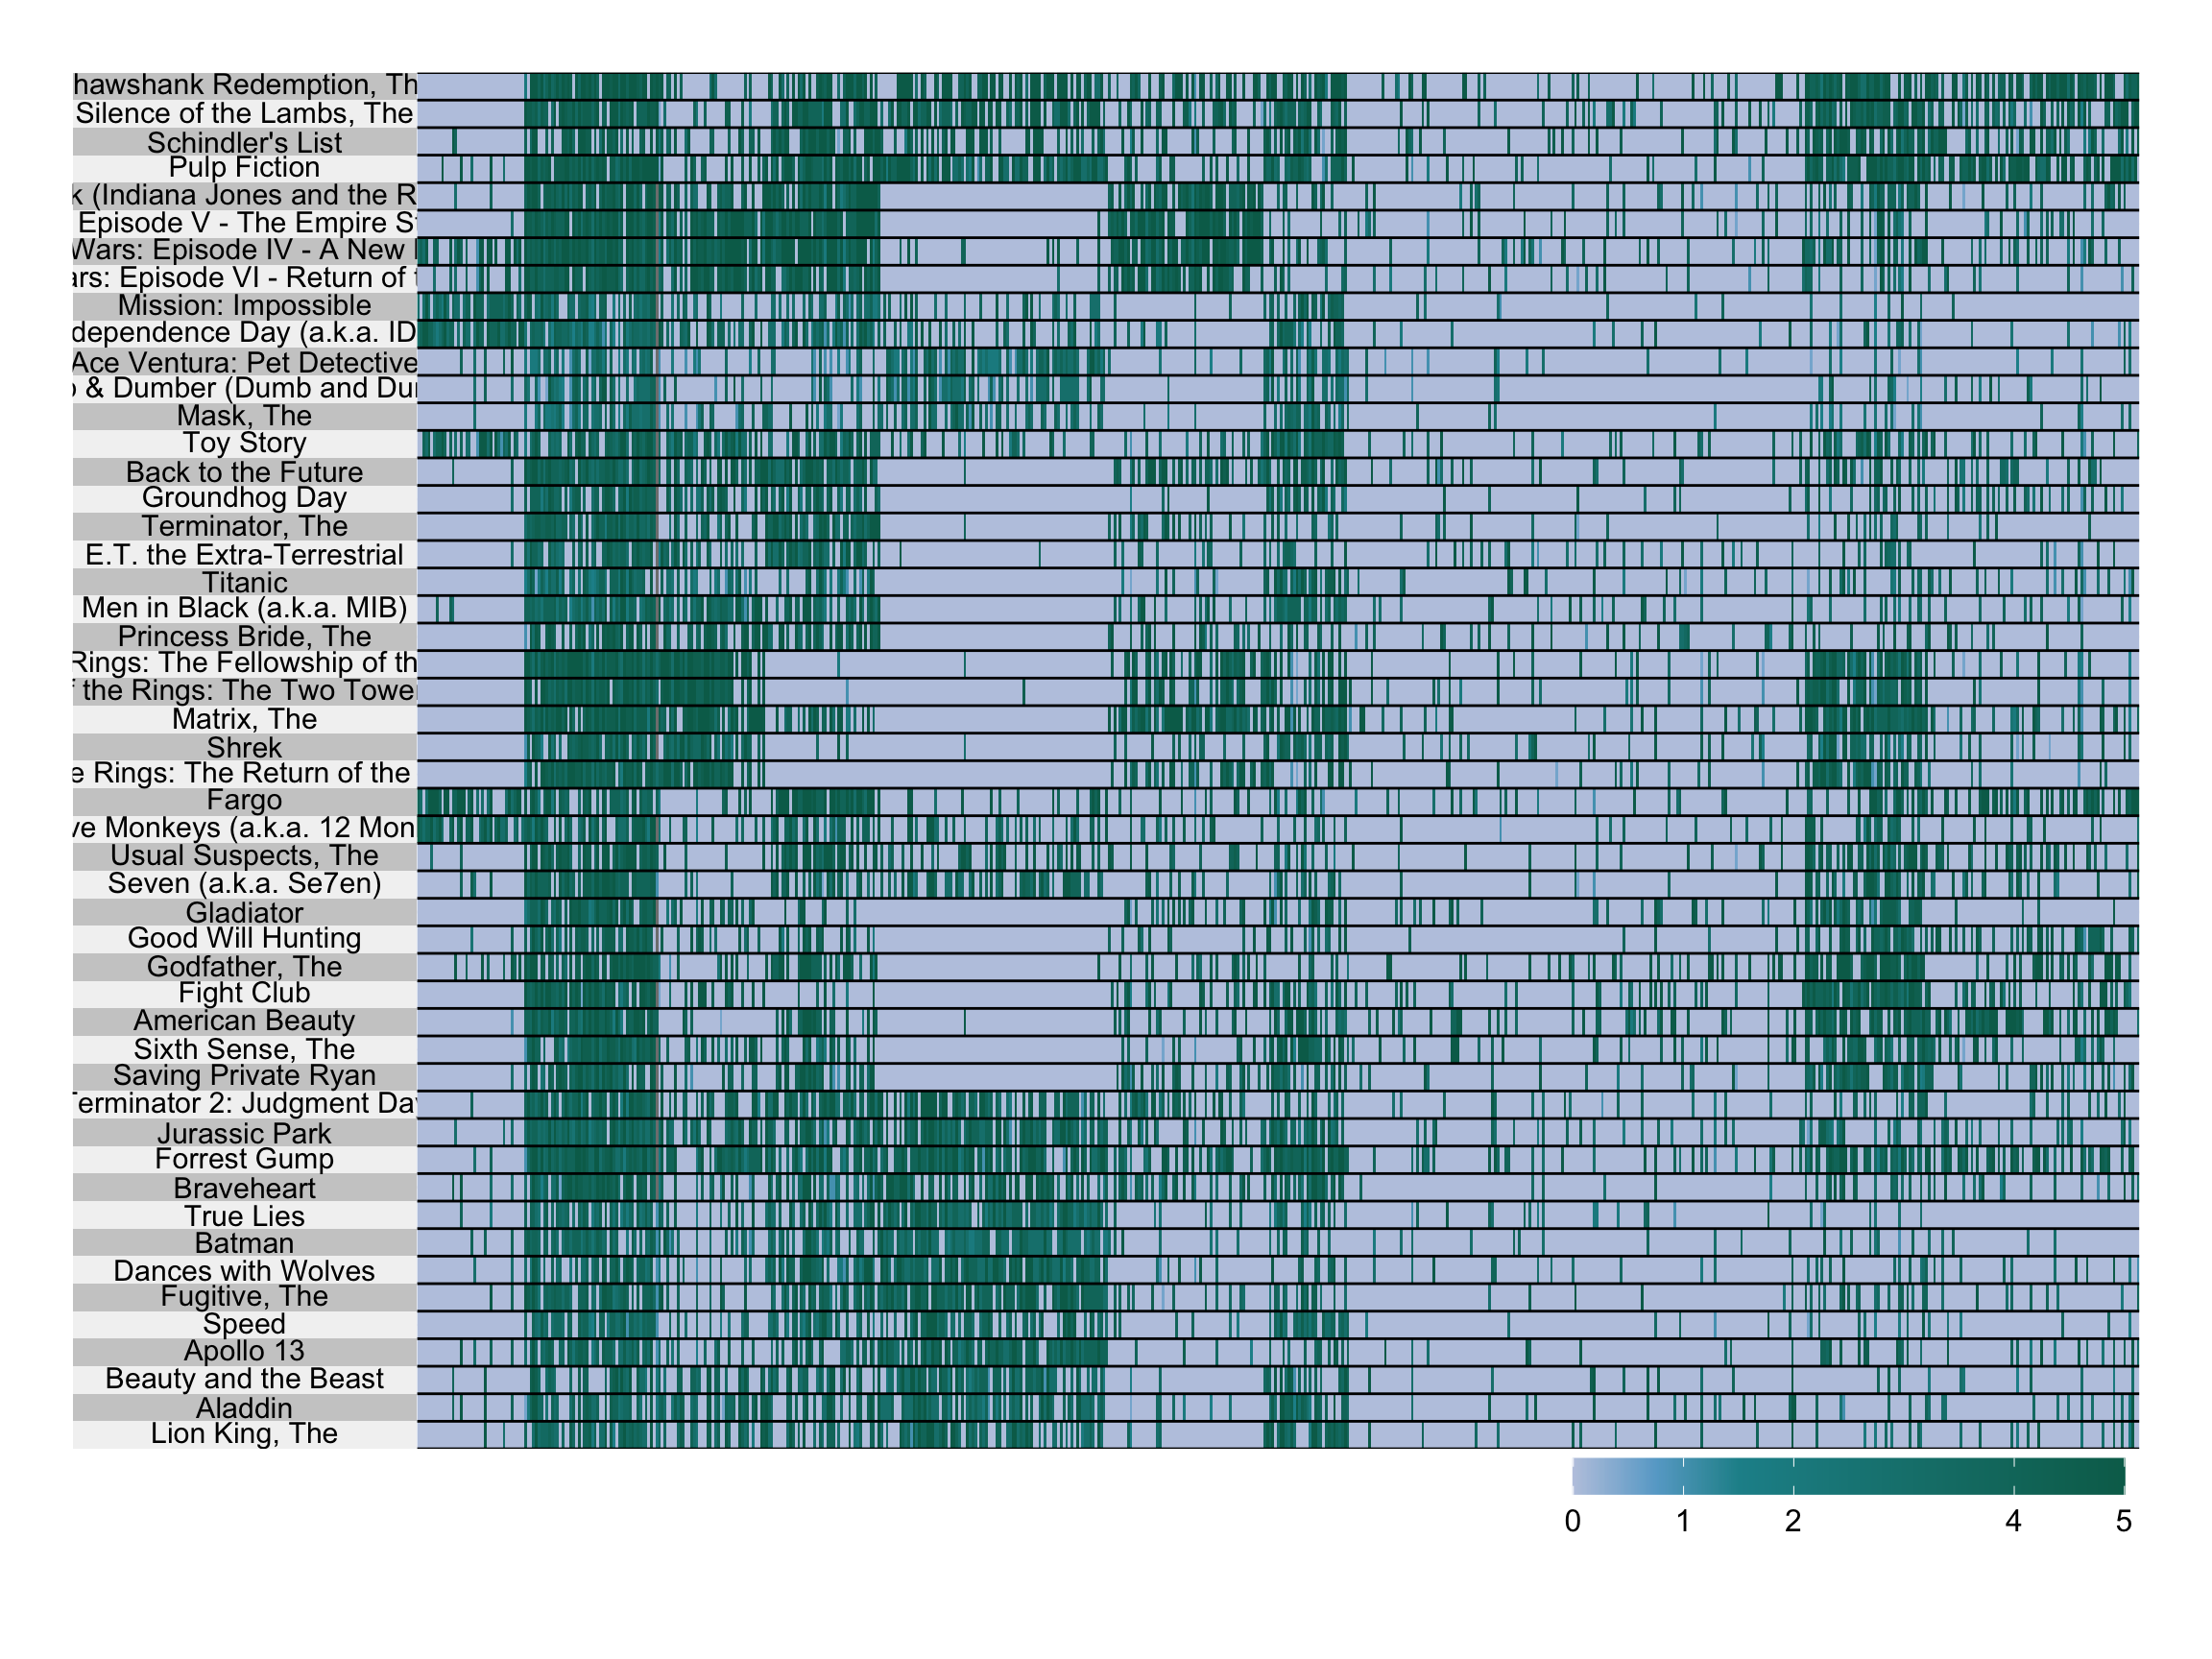 hawshank Redemption, Th
Silence of the Lambs, The
Schindler's List
Pulp Fiction
k (Indiana Jones and the R
Episode V - The Empire St
Wars: Episode IV - A New
ars: Episode VI - Return of t
Mission: Impossible
dependence Day (a.k.a. ID
Ace Ventura: Pet Detective
& Dumber (Dumb and Dur
Mask, The
Toy Story
Back to the Future
Groundhog Day
Terminator, The
E.T. the Extra-Terrestrial
Titanic
Men in Black (a.k.a. MIB)
Princess Bride, The
Rings: The Fellowship of th
the Rings: The Two Tower
Matrix, The
Shrek
e Rings: The Return of the
Fargo
ve Monkeys (a.k.a. 12 Mon
Usual Suspects, The
Seven (a.k.a. Se7en)
Gladiator
Good Will Hunting
Godfather, The
Fight Club
American Beauty
Sixth Sense, The
Saving Private Ryan
Terminator 2: Judgment Day
Jurassic Park
Forrest Gump
Braveheart
True Lies
Batman
Dances with Wolves
Fugitive, The
Speed
Apollo 13
Beauty and the Beast
Aladdin
Lion King, The
0 1 2 4 5